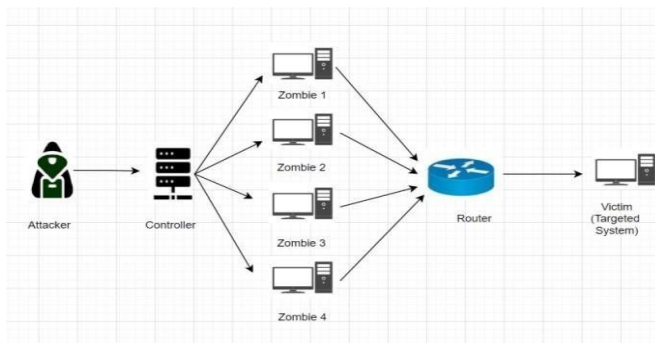 Zombie 1
Zombie 2
Zombie 3
Zombie 4
Attacker
Controller
Router
Victim
(Targeted
System)